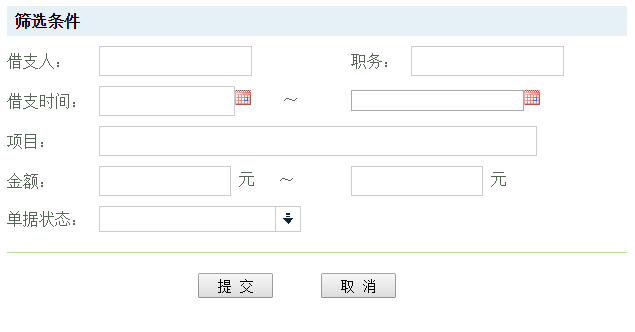 筛选条件
借支人： 职务：
借支时间： ～
项目：
金额： 元 ～ 元
单据状态：
提 交 取 消